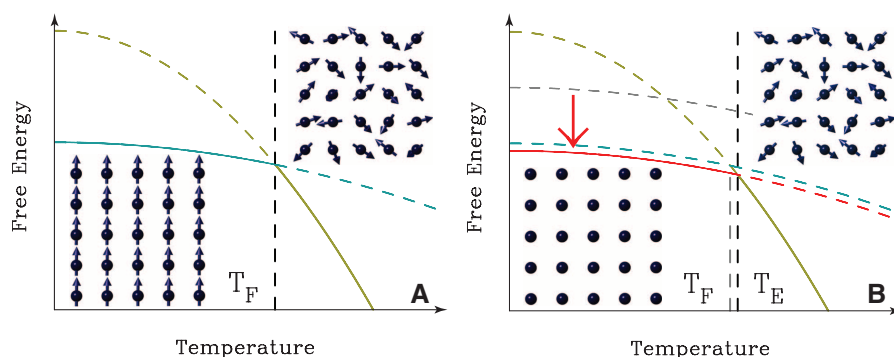 Free Energy
T_F
A
Temperature
Free Energy
T_F
T_E
B
Temperature